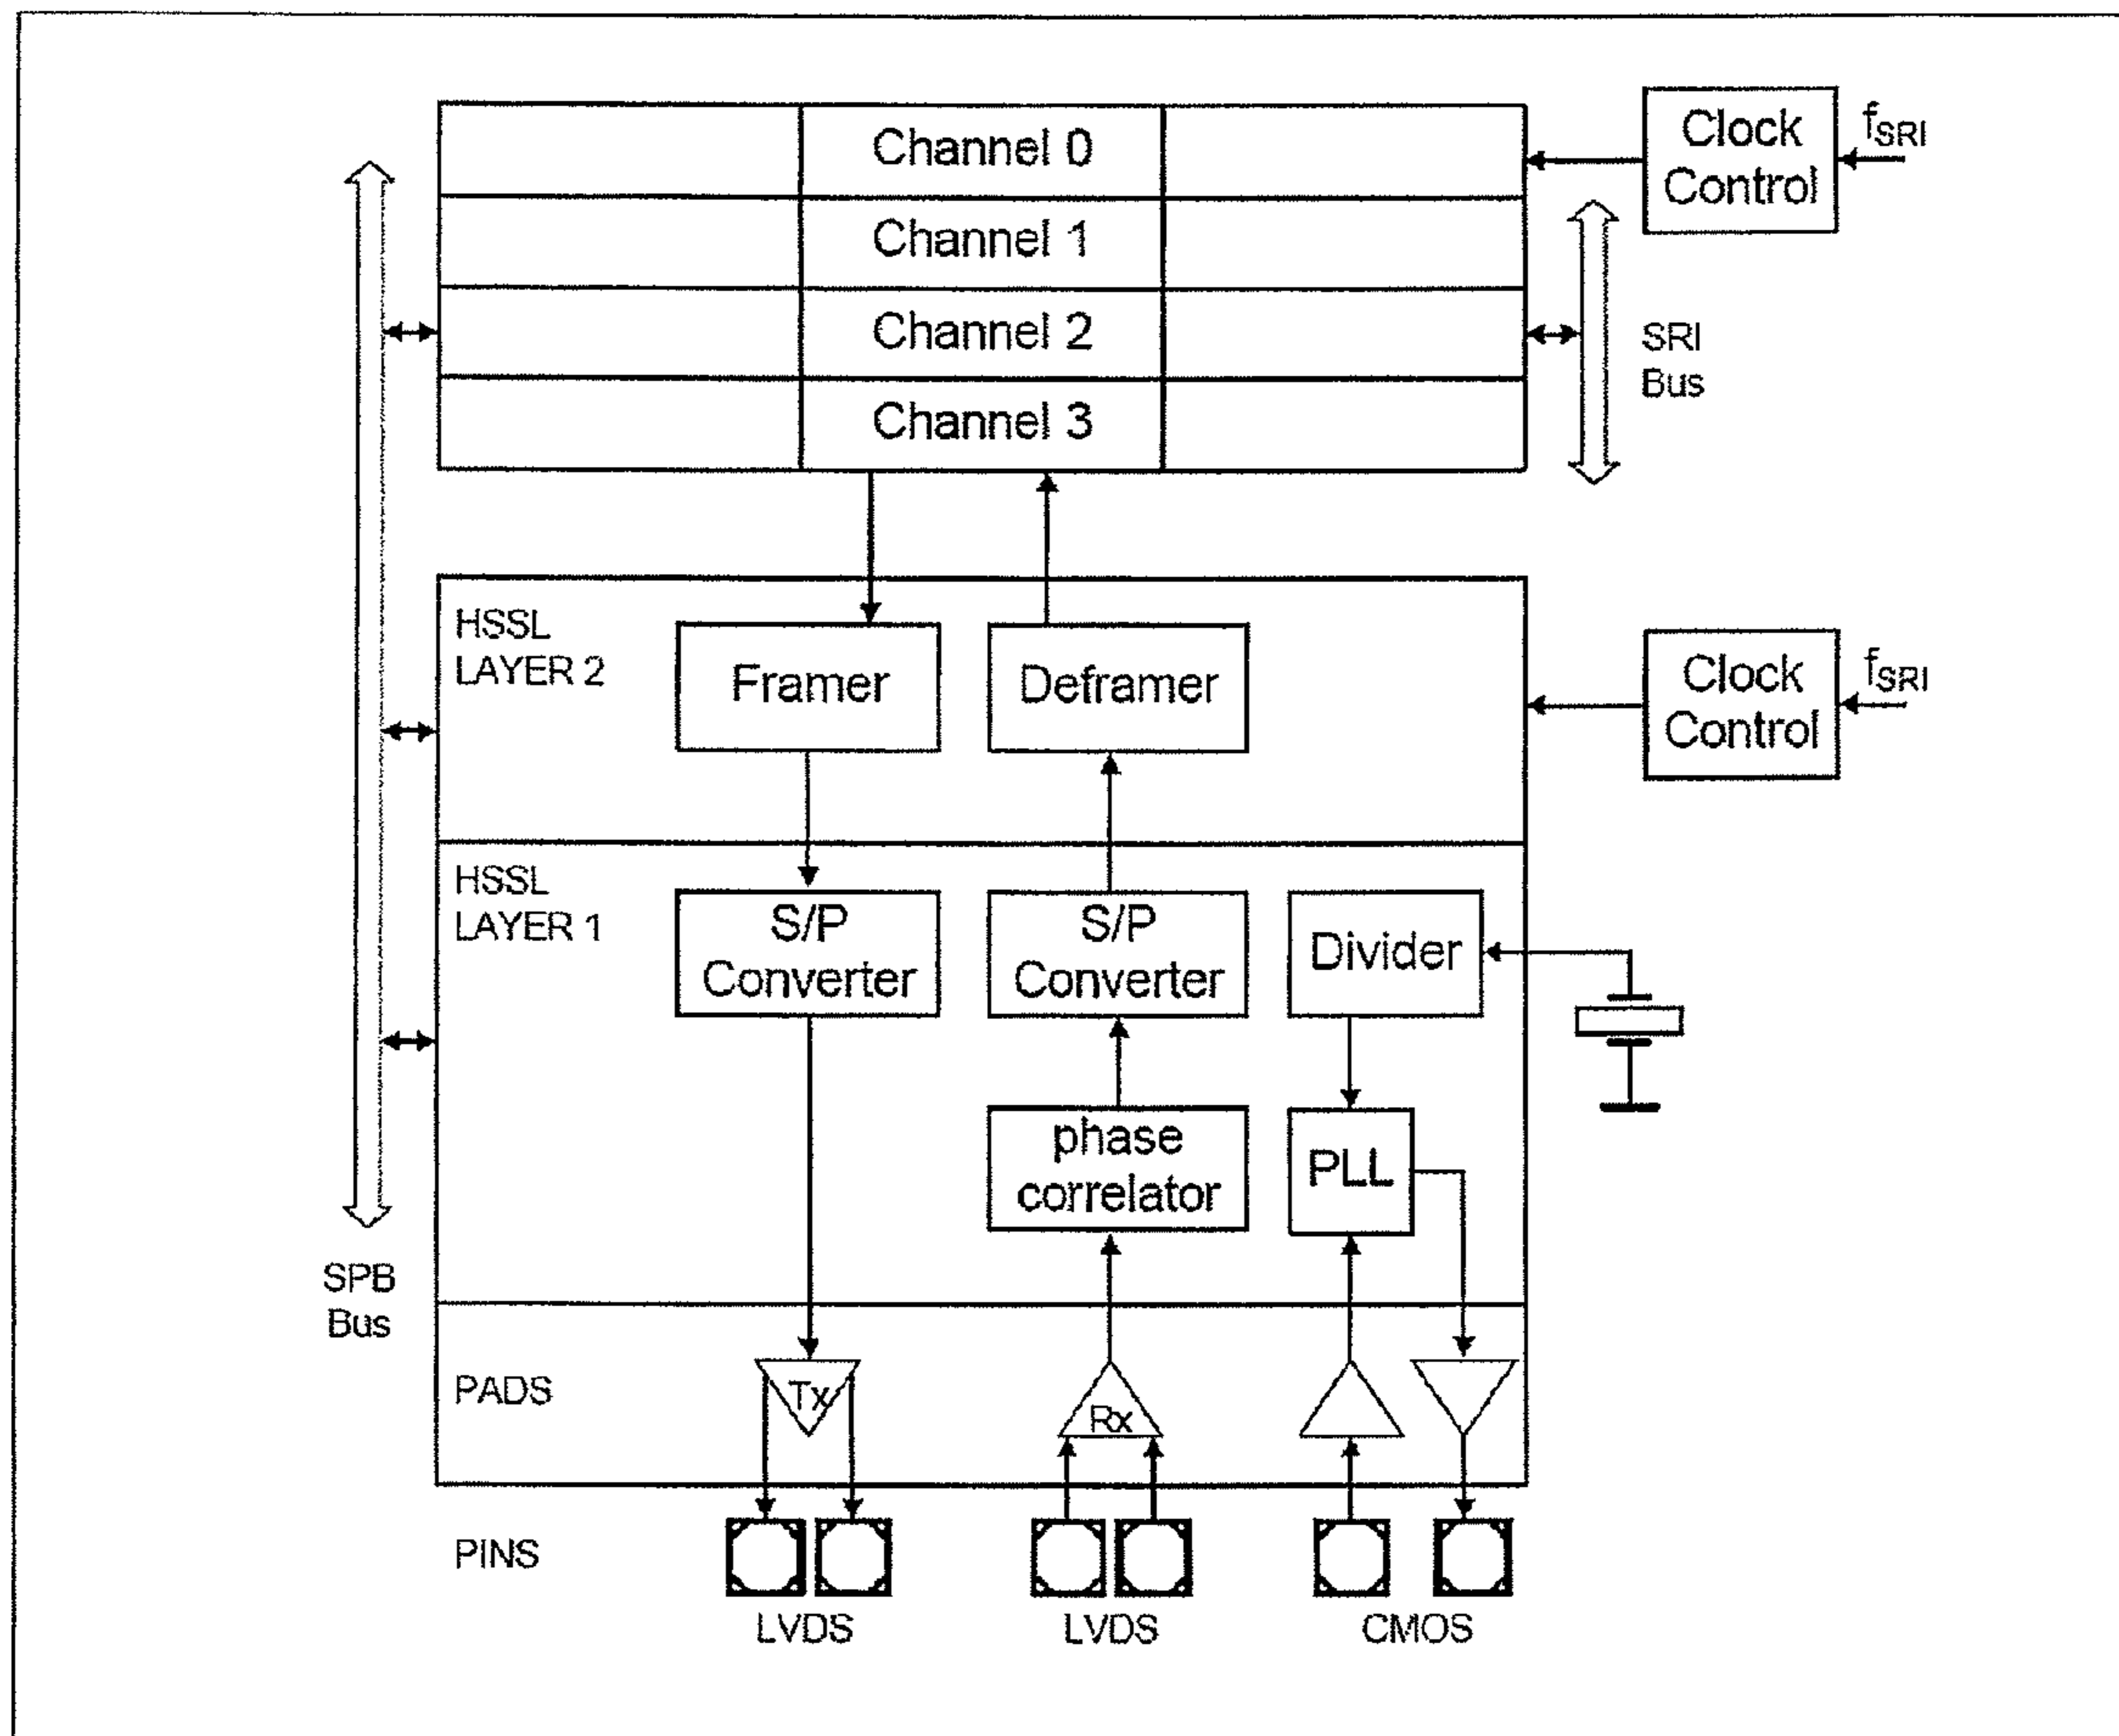 Channel 0
Channel 1
Channel 2
Channel 3
Clock
Control
fSRI
SRI
Bus
HSSL
LAYER 2
Framer
Deframer
Clock
Control
fSRI
HSSL
LAYER 1
S/P
Converter
S/P
Converter
Divider
phase
correlator
PLL
SPB
Bus
PADS
Tx
Rx
PINS
LVDS
LVDS
CMOS